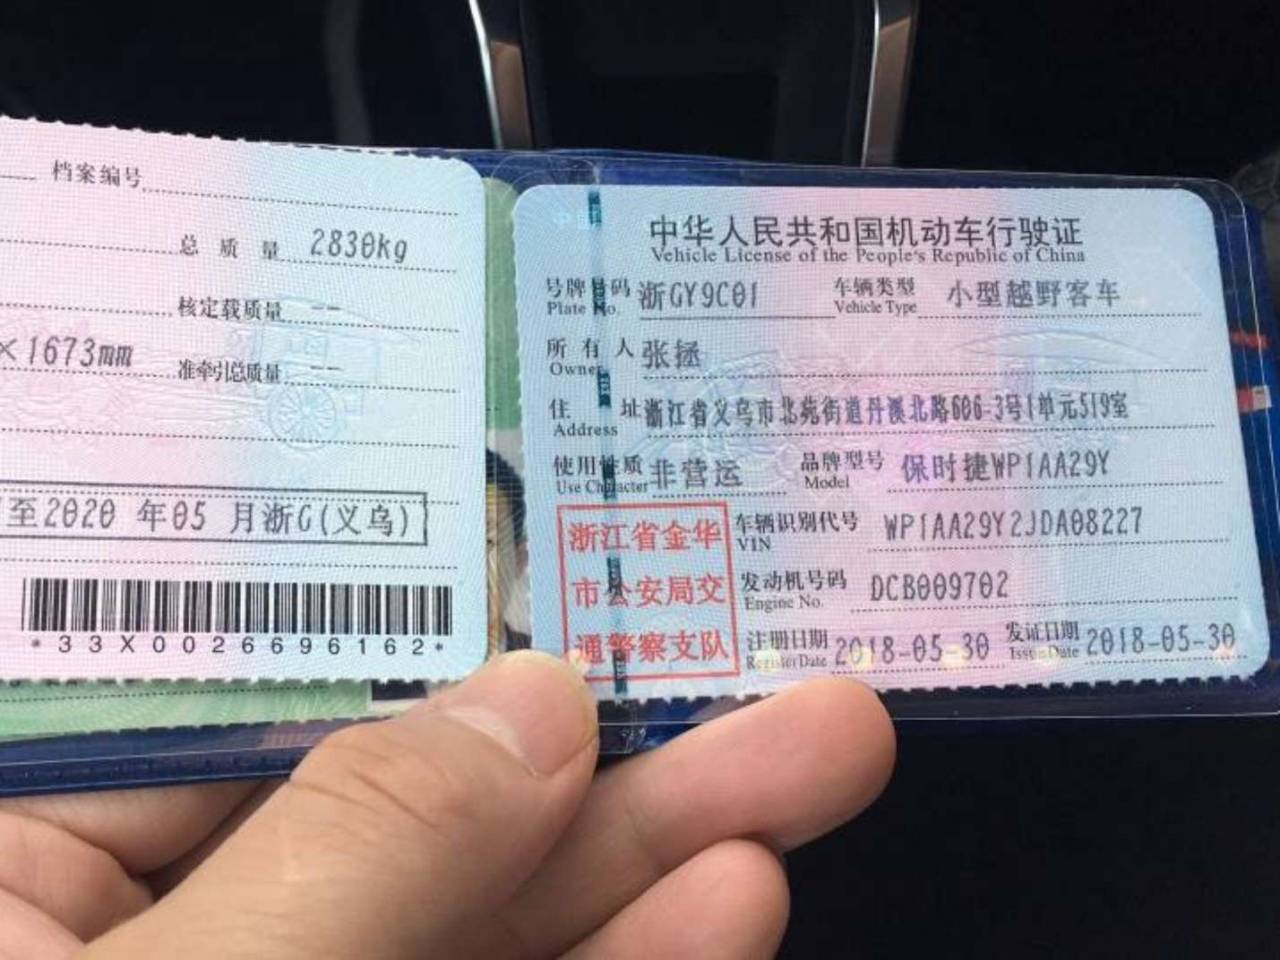 档案编号
总质量 2830kg
核定载质量 --
×1673mm
准牵引总质量 --
至2020年05月浙G(义乌)
*33X0026696162*
中华人民共和国机动车行驶证
Vehicle License of the People's Republic of China
号牌号码 浙GY9C01 车辆类型 小型越野客车
Plate No. Vehicle Type
所有人 张拯
Owner
住址 浙江省义乌市北苑街道丹溪北路606-3号1单元519室
Address
使用性质 非营运 品牌型号 保时捷WP1AA29Y
Use Character Model
浙江省金华
市公安局交
通警察支队
车辆识别代号 WP1AA29Y2JDA08227
VIN
发动机号码 DCB009702
Engine No.
注册日期 2018-05-30 发证日期 2018-05-30
Register Date Issue Date